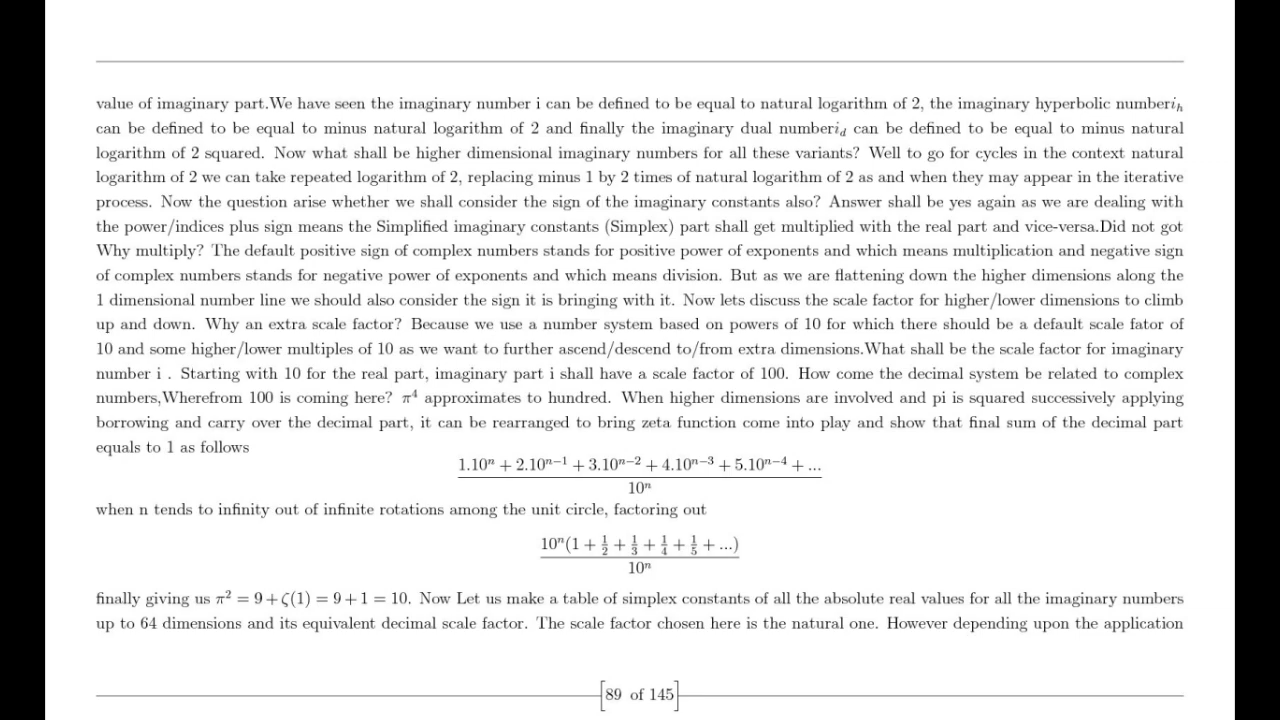 value of imaginary part.We have seen the imaginary number i can be defined to be equal to natural logarithm of 2, the imaginary hyperbolic numberi_h
can be defined to be equal to minus natural logarithm of 2 and finally the imaginary dual numberi_d can be defined to be equal to minus natural
logarithm of 2 squared. Now what shall be higher dimensional imaginary numbers for all these variants? Well to go for cycles in the context natural
logarithm of 2 we can take repeated logarithm of 2, replacing minus 1 by 2 times of natural logarithm of 2 as and when they may appear in the iterative
process. Now the question arise whether we shall consider the sign of the imaginary constants also? Answer shall be yes again as we are dealing with
the power/indices plus sign means the Simplified imaginary constants (Simplex) part shall get multiplied with the real part and vice-versa.Did not got
Why multiply? The default positive sign of complex numbers stands for positive power of exponents and which means multiplication and negative sign
of complex numbers stands for negative power of exponents and which means division. But as we are flattening down the higher dimensions along the
1 dimensional number line we should also consider the sign it is bringing with it. Now lets discuss the scale factor for higher/lower dimensions to climb
up and down. Why an extra scale factor? Because we use a number system based on powers of 10 for which there should be a default scale fator of
10 and some higher/lower multiples of 10 as we want to further ascend/descend to/from extra dimensions.What shall be the scale factor for imaginary
number i . Starting with 10 for the real part, imaginary part i shall have a scale factor of 100. How come the decimal system be related to complex
numbers,Wherefrom 100 is coming here? π⁴ approximates to hundred. When higher dimensions are involved and pi is squared successively applying
borrowing and carry over the decimal part, it can be rearranged to bring zeta function come into play and show that final sum of the decimal part
equals to 1 as follows
1.10ⁿ + 2.10ⁿ⁻¹ + 3.10ⁿ⁻² + 4.10ⁿ⁻³ + 5.10ⁿ⁻⁴ + ...
10ⁿ
when n tends to infinity out of infinite rotations among the unit circle, factoring out
10ⁿ(1 + 1/2 + 1/3 + 1/4 + 1/5 + ...)
10ⁿ
finally giving us π² = 9 + ζ(1) = 9 + 1 = 10. Now Let us make a table of simplex constants of all the absolute real values for all the imaginary numbers
up to 64 dimensions and its equivalent decimal scale factor. The scale factor chosen here is the natural one. However depending upon the application
[89 of 145]